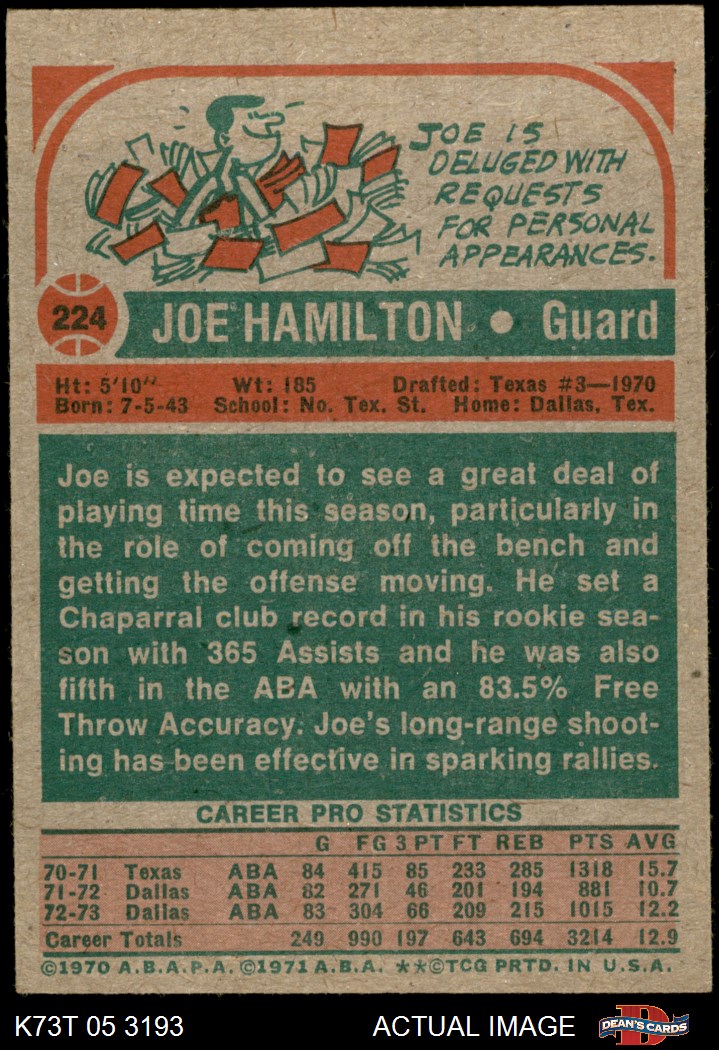 JOE IS
DELUGED WITH
REQUESTS
FOR PERSONAL
APPEARANCES.
224 JOE HAMILTON • Guard
Ht: 5'10" Wt: 185 Drafted: Texas #3—1970
Born: 7-5-43 School: No. Tex. St. Home: Dallas, Tex.
Joe is expected to see a great deal of
playing time this season, particularly in
the role of coming off the bench and
getting the offense moving. He set a
Chaparral club record in his rookie sea-
son with 365 Assists and he was also
fifth in the ABA with an 83.5% Free
Throw Accuracy. Joe's long-range shoot-
ing has been effective in sparking rallies.
CAREER PRO STATISTICS
G FG 3 PT FT REB PTS AVG
70-71 Texas ABA 84 415 85 233 285 1318 15.7
71-72 Dallas ABA 82 271 46 201 194 881 10.7
72-73 Dallas ABA 83 304 66 209 215 1015 12.2
Career Totals 249 990 197 643 694 3214 12.9
©1970 A.B.A.P.A. ©1971 A.B.A. **©TCG PRTD. IN U.S.A.
K73T 05 3193 ACTUAL IMAGE D DEAN'S CARDS